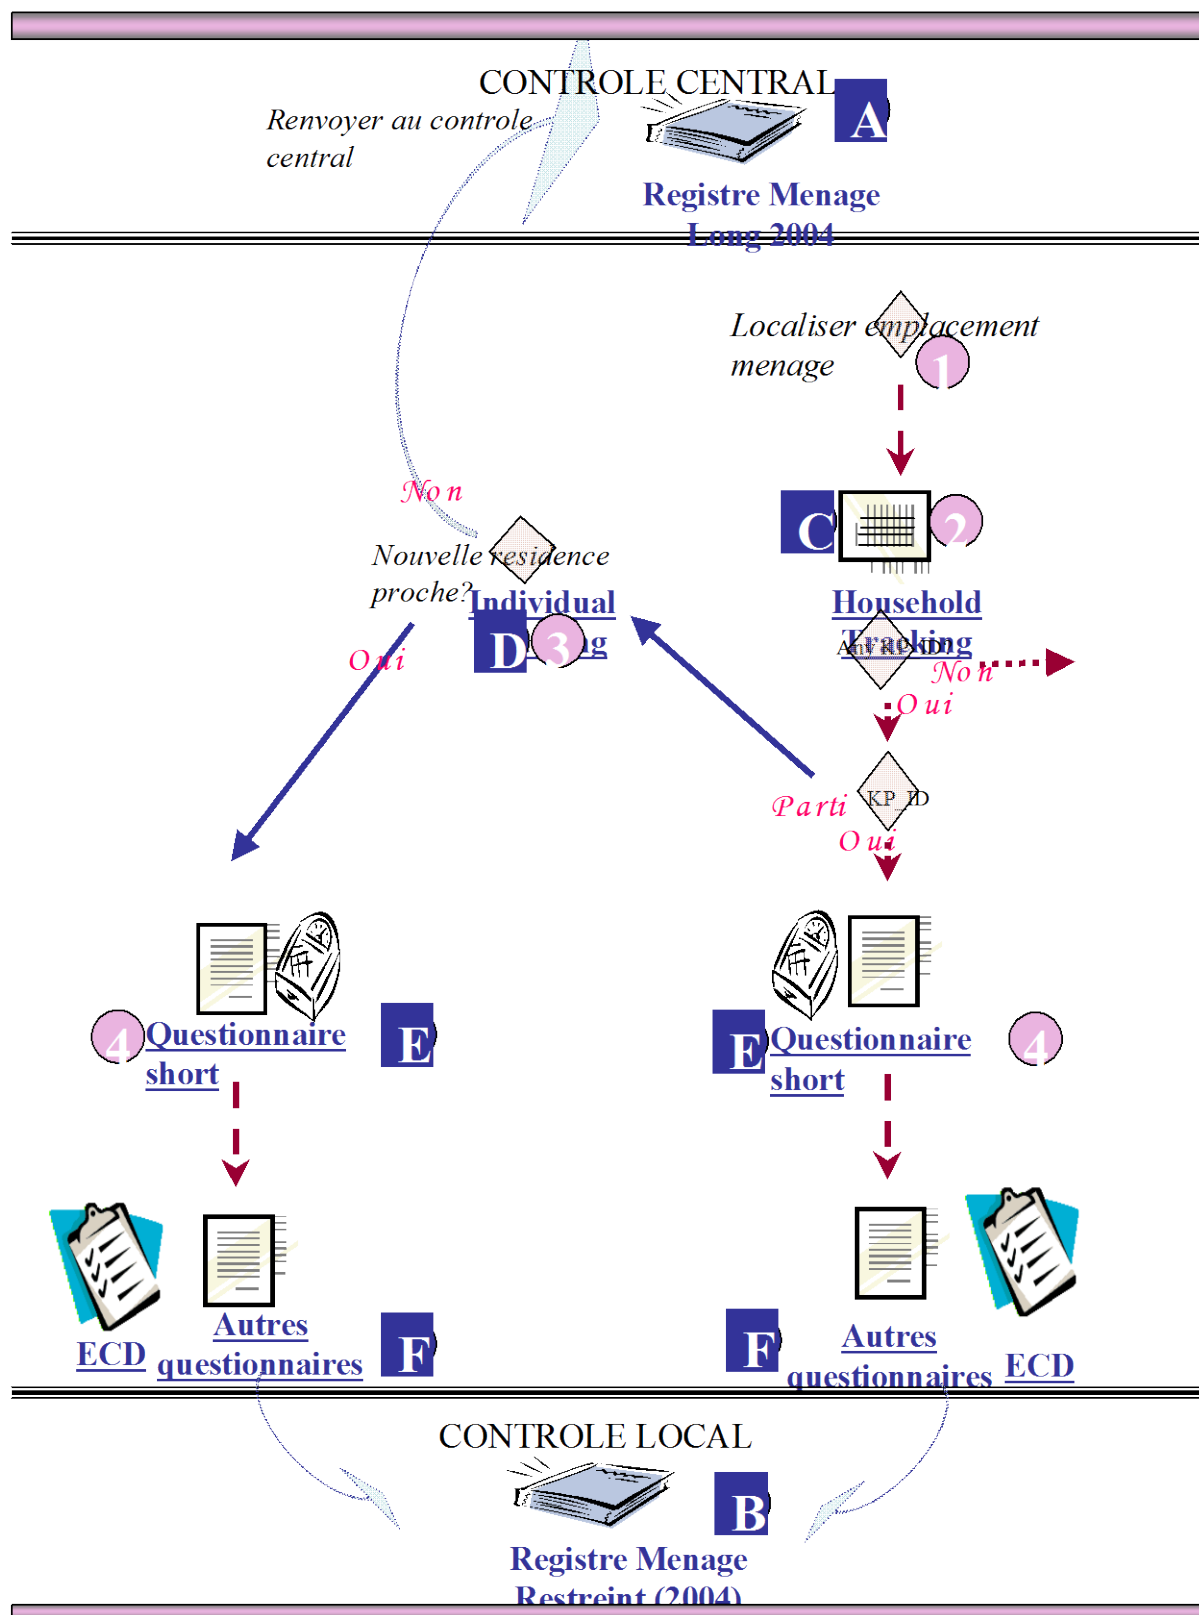 CONTROLE CENTRAL
A
Renvoyer au controle
central
Registre Menage
Long 2004
Localiser emplacement
menage
1
Non
C
2
Nouvelle residence
proche?
Individual
Household
Tracking
D
3
Oui
Non
Oui
Parti
KP_ID
Oui
4
Questionnaire
short
E
E
Questionnaire
short
4
ECD
Autres
questionnaires
F
F
Autres
questionnaires
ECD
CONTROLE LOCAL
B
Registre Menage
Restreint (2004)